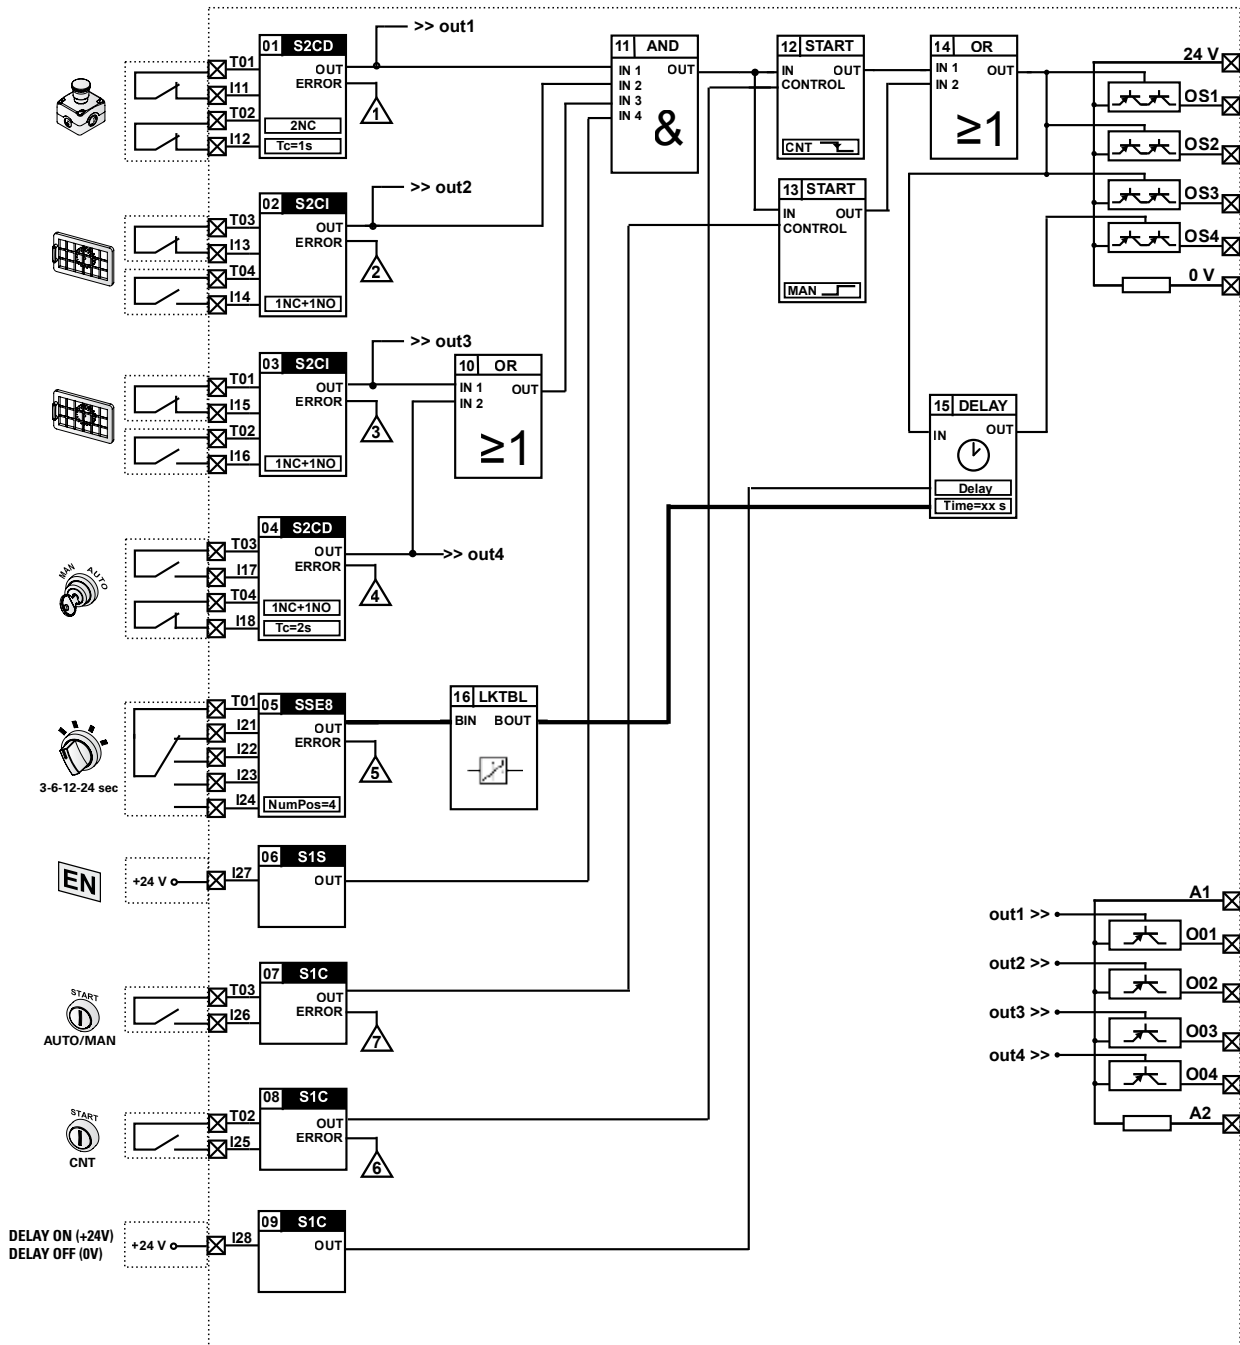 >> out1
01 S2CD
T01
OUT
I11
ERROR
1
T02
2NC
I12
Tc=1s
>> out2
02 S2CI
T03
OUT
I13
ERROR
2
T04
I14
1NC+1NO
>> out3
03 S2CI
T01
OUT
I15
ERROR
3
T02
I16
1NC+1NO
MAN AUTO
04 S2CD
T03
OUT
>> out4
I17
ERROR
4
T04
1NC+1NO
I18
Tc=2s
3-6-12-24 sec
05 SSE8
T01
I21
OUT
I22
ERROR
5
I23
I24
NumPos=4
EN
+24 V
I27
06 S1S
OUT
START
AUTO/MAN
07 S1C
T03
OUT
I26
ERROR
7
START
CNT
08 S1C
T02
OUT
I25
ERROR
6
DELAY ON (+24V)
DELAY OFF (0V)
+24 V
I28
09 S1C
OUT
10 OR
IN 1
OUT
IN 2
≥1
16 LKTBL
BIN BOUT
11 AND
IN 1 OUT
IN 2
IN 3
IN 4
&
12 START
IN OUT
CONTROL
CNT
13 START
IN OUT
CONTROL
MAN
14 OR
IN 1 OUT
IN 2
≥1
15 DELAY
IN OUT
Delay
Time=xx s
24 V
OS1
OS2
OS3
OS4
0 V
A1
out1 >>
O01
out2 >>
O02
out3 >>
O03
out4 >>
O04
A2